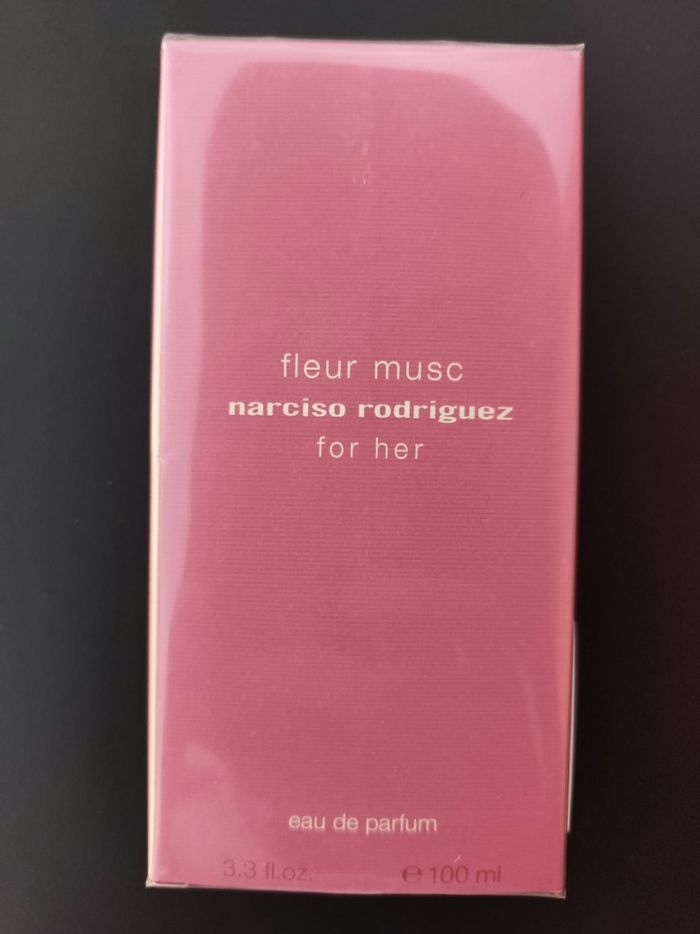 fleur musc
narciso rodriguez
for her
eau de parfum
3.3 fl.oz. ℮ 100 ml